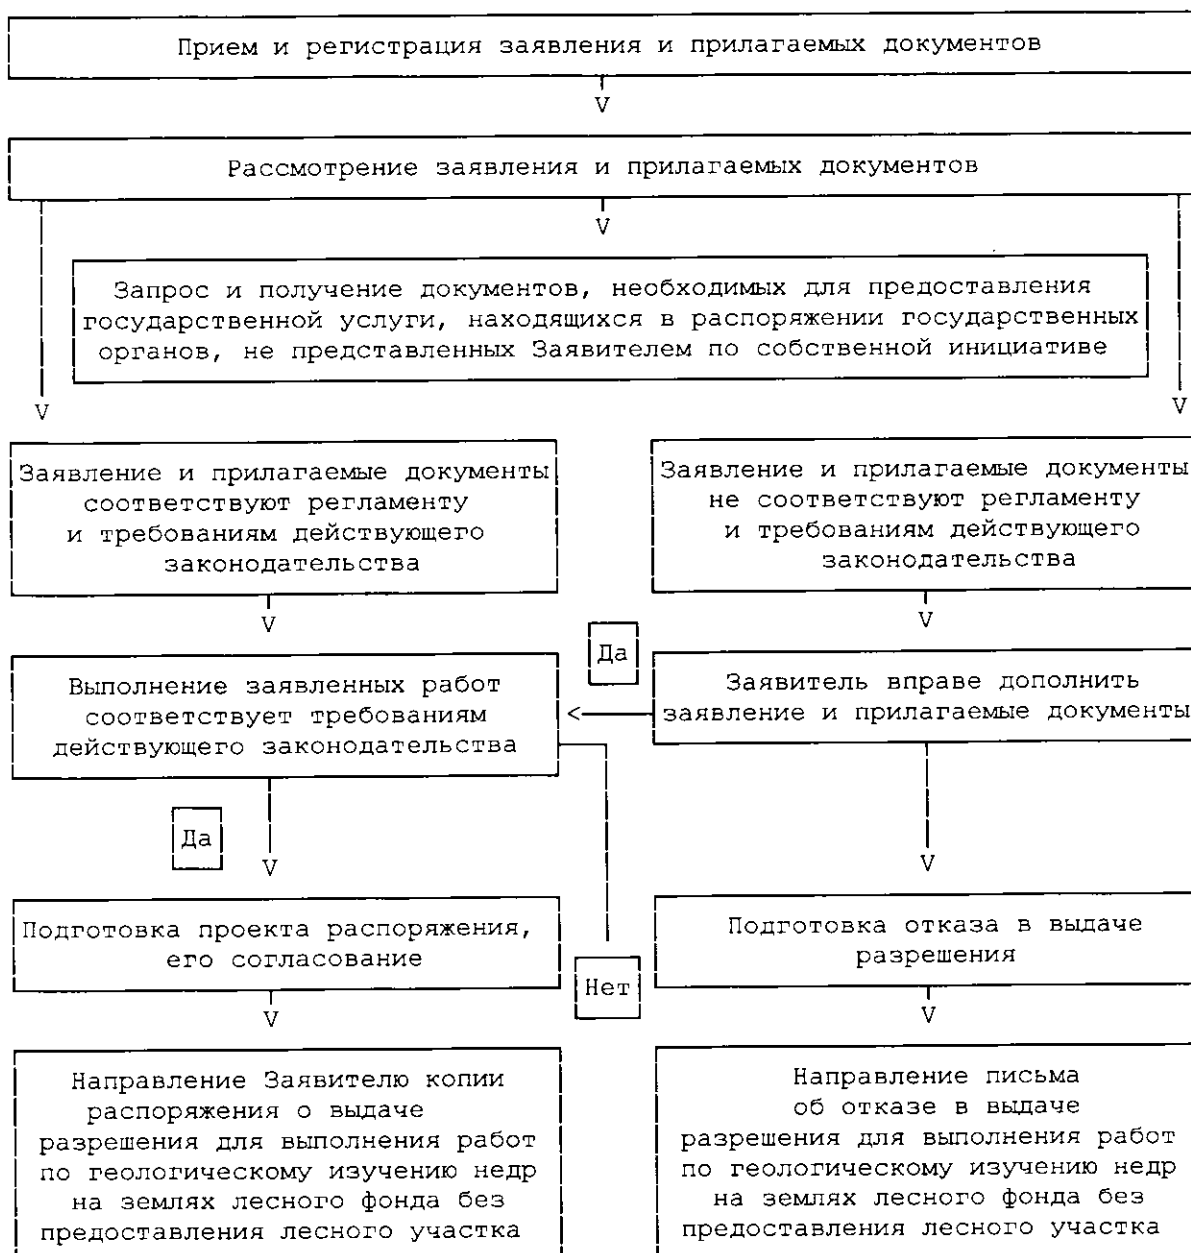 Прием и регистрация заявления и прилагаемых документов
V
Рассмотрение заявления и прилагаемых документов
V
Запрос и получение документов, необходимых для предоставления
государственной услуги, находящихся в распоряжении государственных
органов, не представленных Заявителем по собственной инициативе
V
V
Заявление и прилагаемые документы
соответствуют регламенту
и требованиям действующего
законодательства
V
Заявление и прилагаемые документы
не соответствуют регламенту
и требованиям действующего
законодательства
V
Да
Выполнение заявленных работ
соответствует требованиям
действующего законодательства
<
Заявитель вправе дополнить
заявление и прилагаемые документы
Да
V
V
Подготовка проекта распоряжения,
его согласование
V
Нет
Подготовка отказа в выдаче
разрешения
V
Направление Заявителю копии
распоряжения о выдаче
разрешения для выполнения работ
по геологическому изучению недр
на землях лесного фонда без
предоставления лесного участка
Направление письма
об отказе в выдаче
разрешения для выполнения работ
по геологическому изучению недр
на землях лесного фонда без
предоставления лесного участка